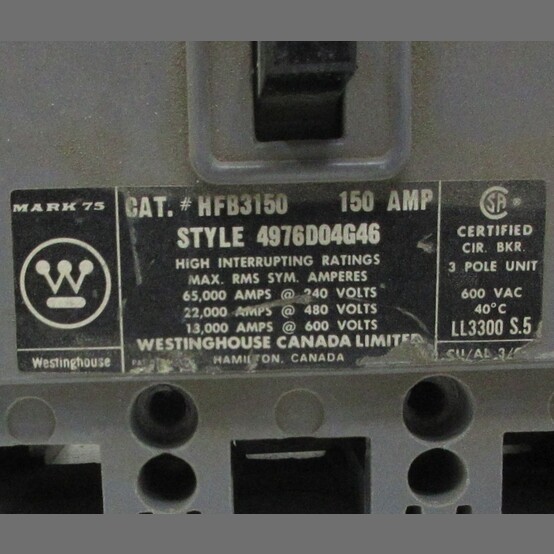 MARK 75
Westinghouse
CAT. # HFB3150 150 AMP
STYLE 4976D04G46
HIGH INTERRUPTING RATINGS
MAX. RMS SYM. AMPERES
65,000 AMPS @ 240 VOLTS
22,000 AMPS @ 480 VOLTS
13,000 AMPS @ 600 VOLTS
WESTINGHOUSE CANADA LIMITED
HAMILTON, CANADA
SA ®
CERTIFIED
CIR. BKR.
3 POLE UNIT
600 VAC
40°C
LL3300 S.5
CU/AL